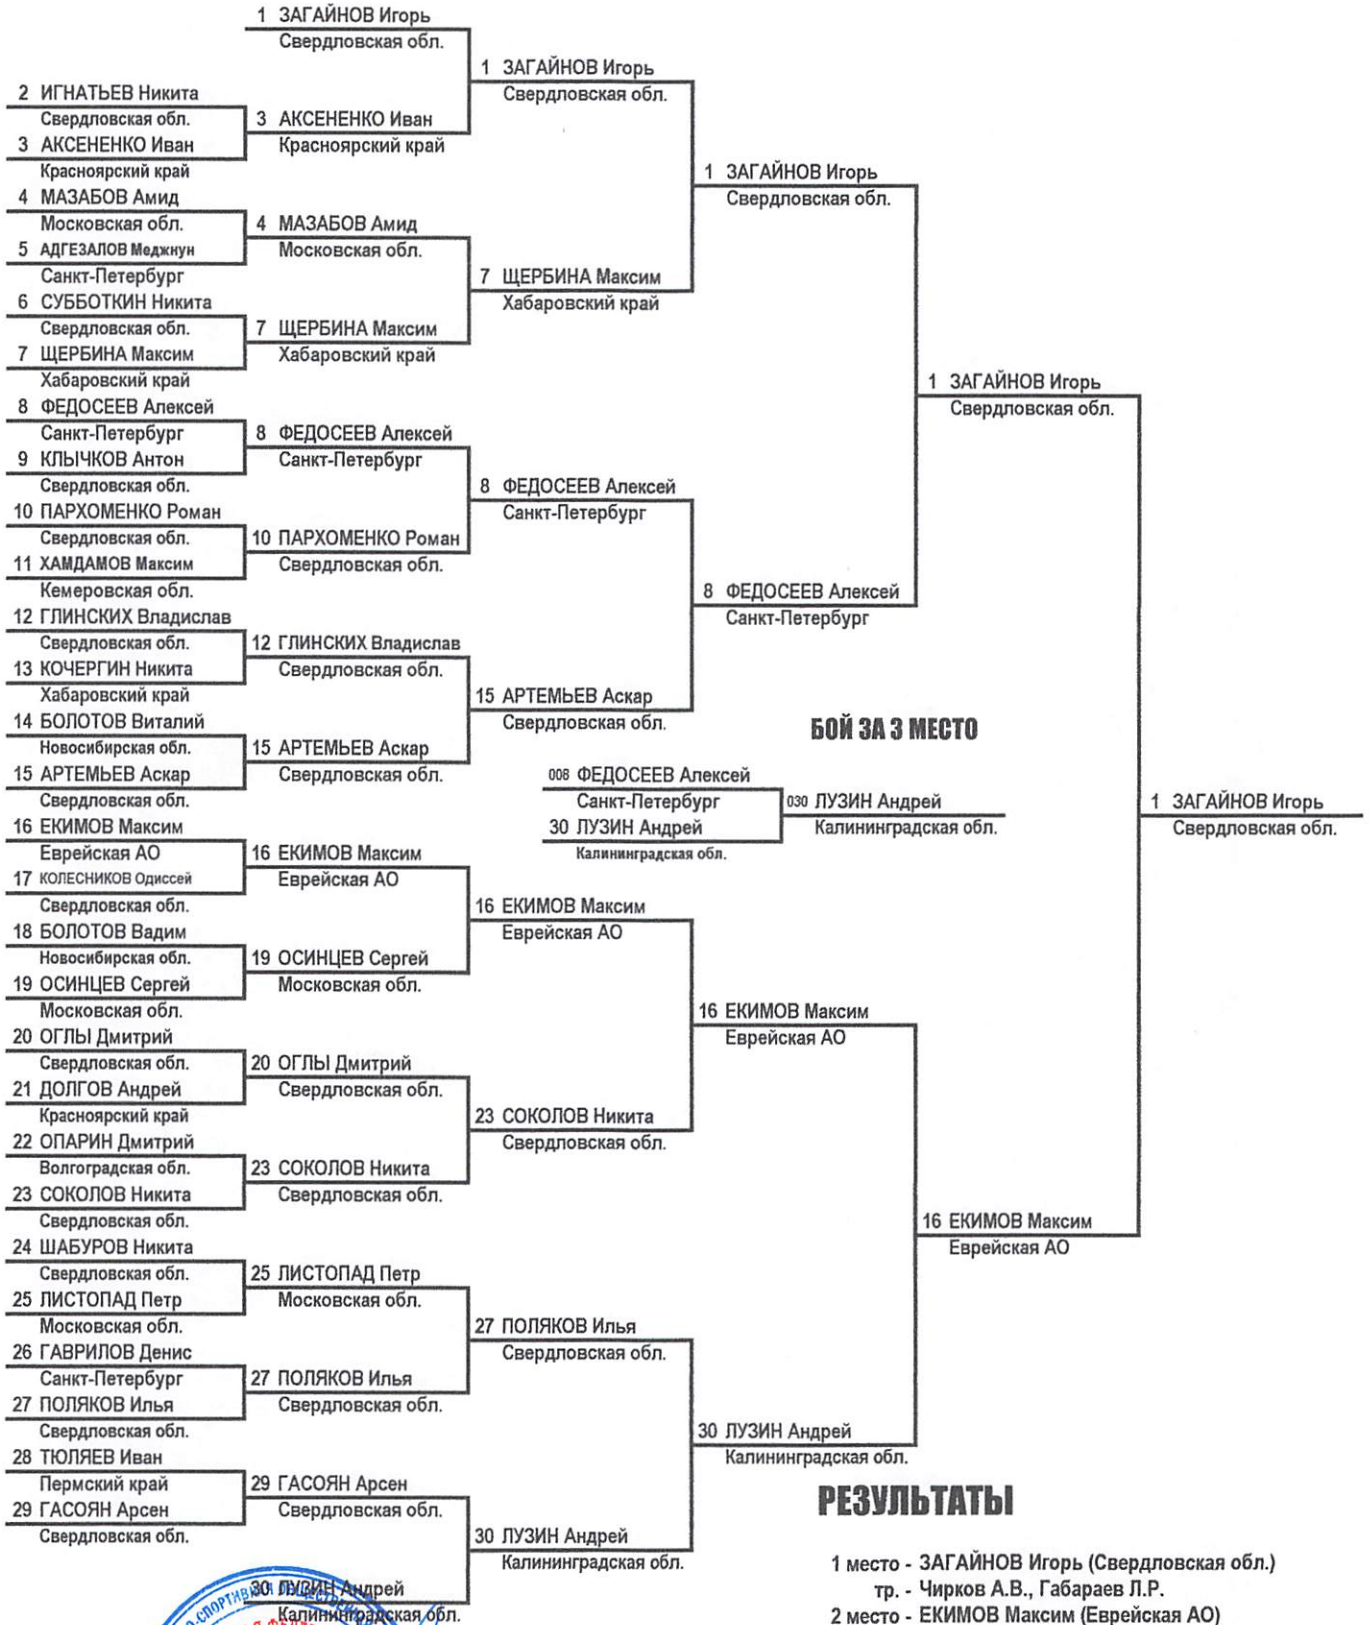 1 ЗАГАЙНОВ Игорь
Свердловская обл.
2 ИГНАТЬЕВ Никита
Свердловская обл.
3 АКСЕНЕНКО Иван
Красноярский край
4 МАЗАБОВ Амид
Московская обл.
5 АДГЕЗАЛОВ Меджнун
Санкт-Петербург
6 СУББОТКИН Никита
Свердловская обл.
7 ЩЕРБИНА Максим
Хабаровский край
8 ФЕДОСЕЕВ Алексей
Санкт-Петербург
9 КЛЫЧКОВ Антон
Свердловская обл.
10 ПАРХОМЕНКО Роман
Свердловская обл.
11 ХАМДАМОВ Максим
Кемеровская обл.
12 ГЛИНСКИХ Владислав
Свердловская обл.
13 КОЧЕРГИН Никита
Хабаровский край
14 БОЛОТОВ Виталий
Новосибирская обл.
15 АРТЕМЬЕВ Аскар
Свердловская обл.
16 ЕКИМОВ Максим
Еврейская АО
17 КОЛЕСНИКОВ Одиссей
Свердловская обл.
18 БОЛОТОВ Вадим
Новосибирская обл.
19 ОСИНЦЕВ Сергей
Московская обл.
20 ОГЛЫ Дмитрий
Свердловская обл.
21 ДОЛГОВ Андрей
Красноярский край
22 ОПАРИН Дмитрий
Волгоградская обл.
23 СОКОЛОВ Никита
Свердловская обл.
24 ШАБУРОВ Никита
Свердловская обл.
25 ЛИСТОПАД Петр
Московская обл.
26 ГАВРИЛОВ Денис
Санкт-Петербург
27 ПОЛЯКОВ Илья
Свердловская обл.
28 ТЮЛЯЕВ Иван
Пермский край
29 ГАСОЯН Арсен
Свердловская обл.
3 АКСЕНЕНКО Иван
Красноярский край
4 МАЗАБОВ Амид
Московская обл.
7 ЩЕРБИНА Максим
Хабаровский край
8 ФЕДОСЕЕВ Алексей
Санкт-Петербург
10 ПАРХОМЕНКО Роман
Свердловская обл.
12 ГЛИНСКИХ Владислав
Свердловская обл.
15 АРТЕМЬЕВ Аскар
Свердловская обл.
16 ЕКИМОВ Максим
Еврейская АО
19 ОСИНЦЕВ Сергей
Московская обл.
20 ОГЛЫ Дмитрий
Свердловская обл.
23 СОКОЛОВ Никита
Свердловская обл.
25 ЛИСТОПАД Петр
Московская обл.
27 ПОЛЯКОВ Илья
Свердловская обл.
29 ГАСОЯН Арсен
Свердловская обл.
30 ЛУЗИН Андрей
Калининградская обл.
1 ЗАГАЙНОВ Игорь
Свердловская обл.
7 ЩЕРБИНА Максим
Хабаровский край
8 ФЕДОСЕЕВ Алексей
Санкт-Петербург
15 АРТЕМЬЕВ Аскар
Свердловская обл.
16 ЕКИМОВ Максим
Еврейская АО
23 СОКОЛОВ Никита
Свердловская обл.
27 ПОЛЯКОВ Илья
Свердловская обл.
30 ЛУЗИН Андрей
Калининградская обл.
1 ЗАГАЙНОВ Игорь
Свердловская обл.
8 ФЕДОСЕЕВ Алексей
Санкт-Петербург
16 ЕКИМОВ Максим
Еврейская АО
30 ЛУЗИН Андрей
Калининградская обл.
1 ЗАГАЙНОВ Игорь
Свердловская обл.
16 ЕКИМОВ Максим
Еврейская АО
1 ЗАГАЙНОВ Игорь
Свердловская обл.
БОЙ ЗА 3 МЕСТО
008 ФЕДОСЕЕВ Алексей
Санкт-Петербург
30 ЛУЗИН Андрей
Калининградская обл.
030 ЛУЗИН Андрей
Калининградская обл.
РЕЗУЛЬТАТЫ
1 место - ЗАГАЙНОВ Игорь (Свердловская обл.)
тр. - Чирков А.В., Габараев Л.Р.
2 место - ЕКИМОВ Максим (Еврейская АО)